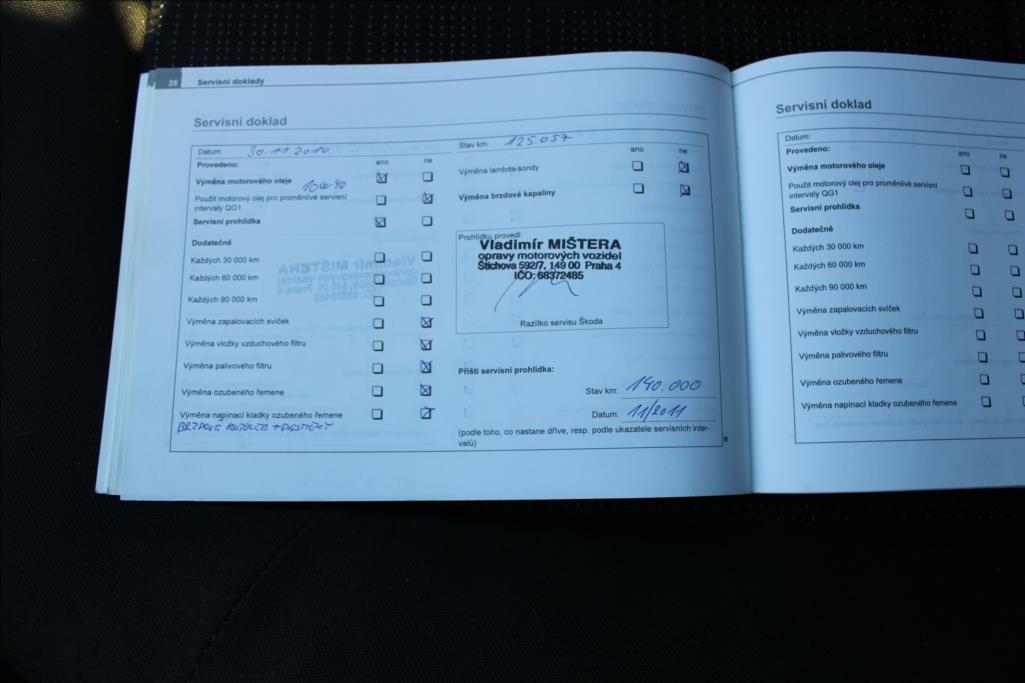 28 Servisní doklady
Servisní doklad
Datum: 30.11.2010
Stav km: 125.057
Provedeno: ano ne
Výměna motorového oleje 10W-40
Použit motorový olej pro proměnlivé servisní
intervaly QG1
Servisní prohlídka
Dodatečně
Každých 30 000 km
Každých 60 000 km
Každých 90 000 km
Výměna zapalovacích svíček
Výměna vložky vzduchového filtru
Výměna palivového filtru
Výměna ozubeného řemene
Výměna napínací kladky ozubeného řemene
BRZDOVÉ KOTOUČE + DESTIČKY
ano ne
Výměna lambda-sondy
Výměna brzdové kapaliny
Prohlídku provedl:
Vladimír MIŠTERA
opravy motorových vozidel
Štichova 592/7, 149 00 Praha 4
IČO: 68372485
Razítko servisu Škoda
Příští servisní prohlídka:
Stav km: 140.000
Datum: 11/2011
(podle toho, co nastane dříve, resp. podle ukazatele servisních inter-
valů)
Servisní doklad
Datum:
Provedeno: ano ne
Výměna motorového oleje
Použit motorový olej pro proměnlivé servisní
intervaly QG1
Servisní prohlídka
Dodatečně
Každých 30 000 km
Každých 60 000 km
Každých 90 000 km
Výměna zapalovacích svíček
Výměna vložky vzduchového filtru
Výměna palivového filtru
Výměna ozubeného řemene
Výměna napínací kladky ozubeného řemene